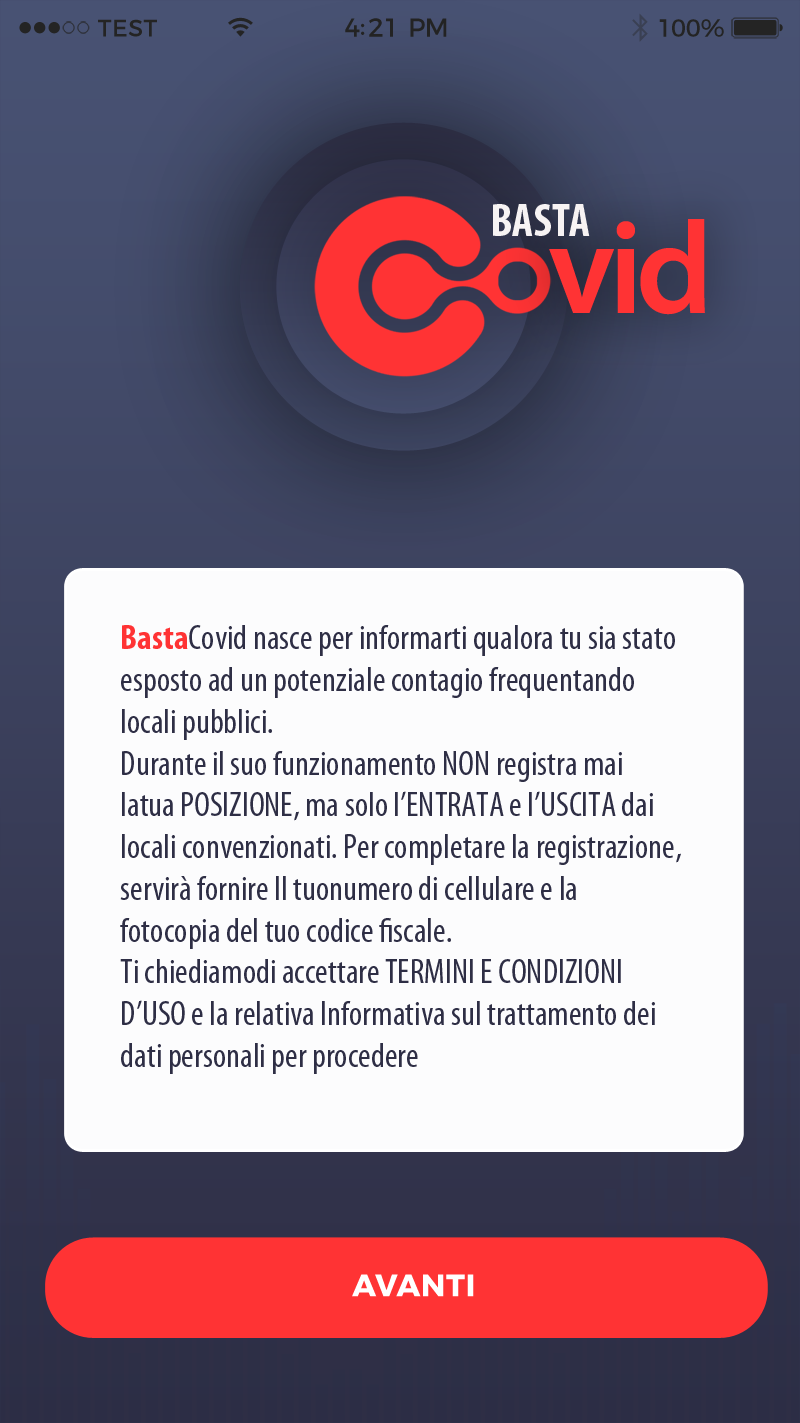 TEST 4:21 PM 100%
BASTA
Covid
BastaCovid nasce per informarti qualora tu sia stato
esposto ad un potenziale contagio frequentando
locali pubblici.
Durante il suo funzionamento NON registra mai
latua POSIZIONE, ma solo l’ENTRATA e l’USCITA dai
locali convenzionati. Per completare la registrazione,
servirà fornire Il tuonumero di cellulare e la
fotocopia del tuo codice fiscale.
Ti chiediamodi accettare TERMINI E CONDIZIONI
D’USO e la relativa Informativa sul trattamento dei
dati personali per procedere
AVANTI